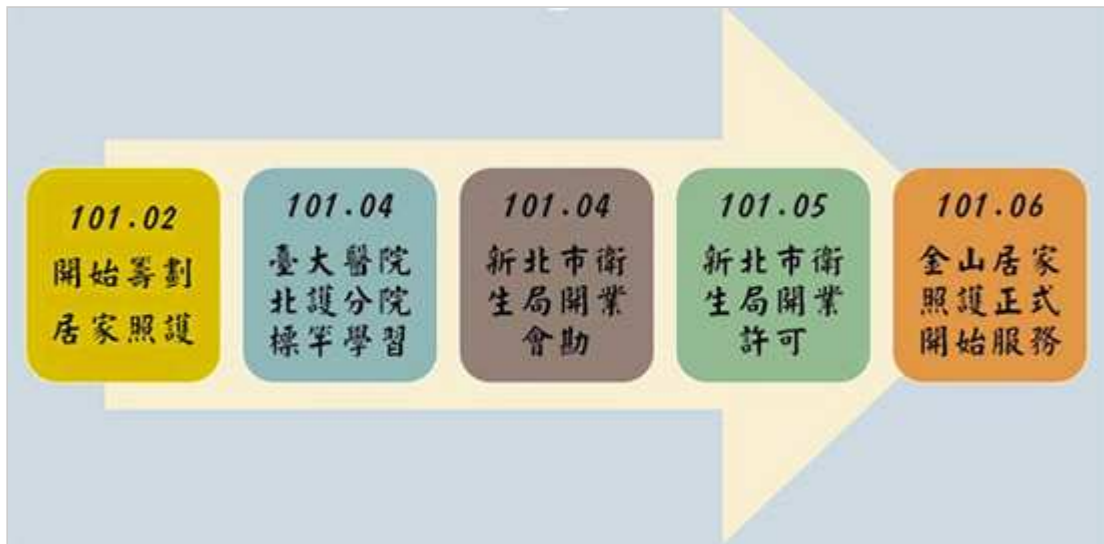 101.02
開始籌劃
居家照護
101.04
臺大醫院
北護分院
標竿學習
101.04
新北市衛
生局開業
會勘
101.05
新北市衛
生局開業
許可
101.06
金山居家
照護正式
開始服務